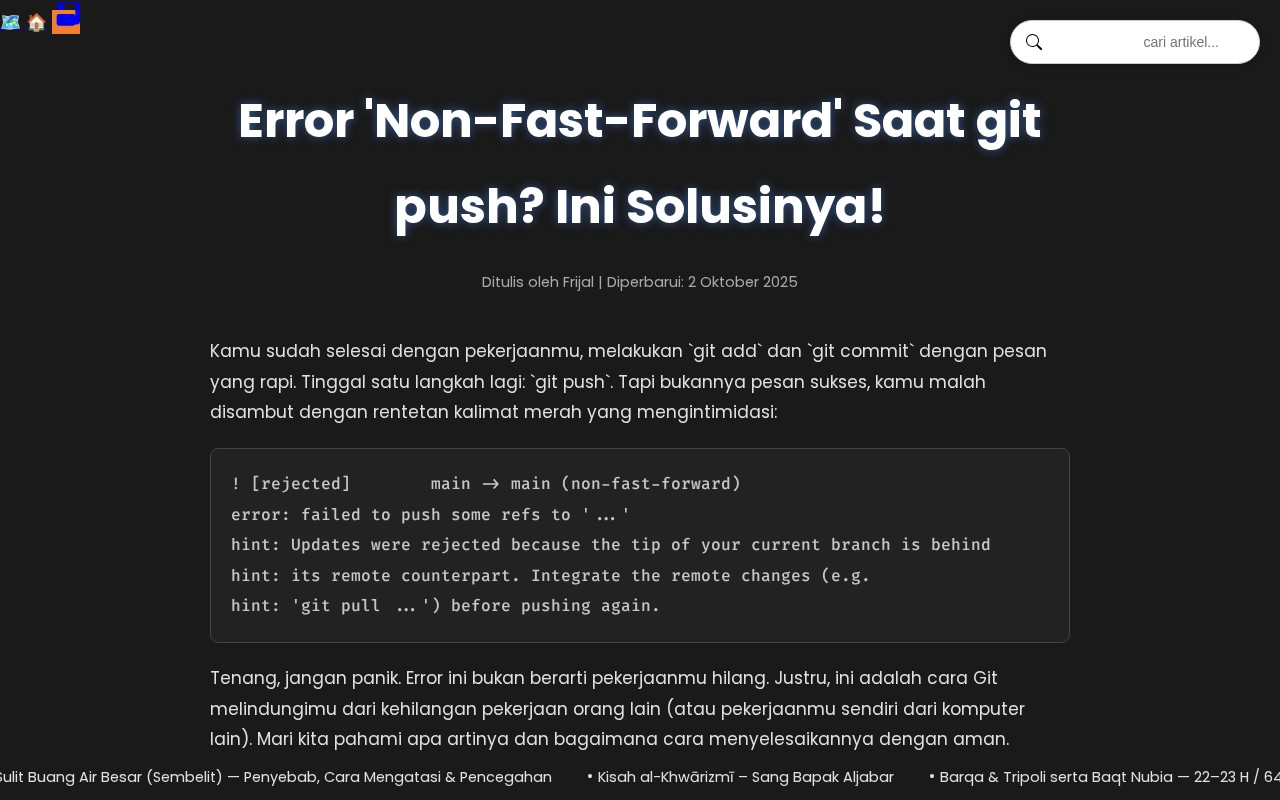 cari artikel...
Error 'Non-Fast-Forward' Saat git
push? Ini Solusinya!
Ditulis oleh Frijal | Diperbarui: 2 Oktober 2025
Kamu sudah selesai dengan pekerjaanmu, melakukan `git add` dan `git commit` dengan pesan
yang rapi. Tinggal satu langkah lagi: `git push`. Tapi bukannya pesan sukses, kamu malah
disambut dengan rentetan kalimat merah yang mengintimidasi:
! [rejected]        main -> main (non-fast-forward)
error: failed to push some refs to '...'
hint: Updates were rejected because the tip of your current branch is behind
hint: its remote counterpart. Integrate the remote changes (e.g.
hint: 'git pull ...') before pushing again.
Tenang, jangan panik. Error ini bukan berarti pekerjaanmu hilang. Justru, ini adalah cara Git
melindungimu dari kehilangan pekerjaan orang lain (atau pekerjaanmu sendiri dari komputer
lain). Mari kita pahami apa artinya dan bagaimana cara menyelesaikannya dengan aman.
Sulit Buang Air Besar (Sembelit) — Penyebab, Cara Mengatasi & Pencegahan • Kisah al-Khwārizmī – Sang Bapak Aljabar • Barqa & Tripoli serta Baqt Nubia — 22–23 H / 64